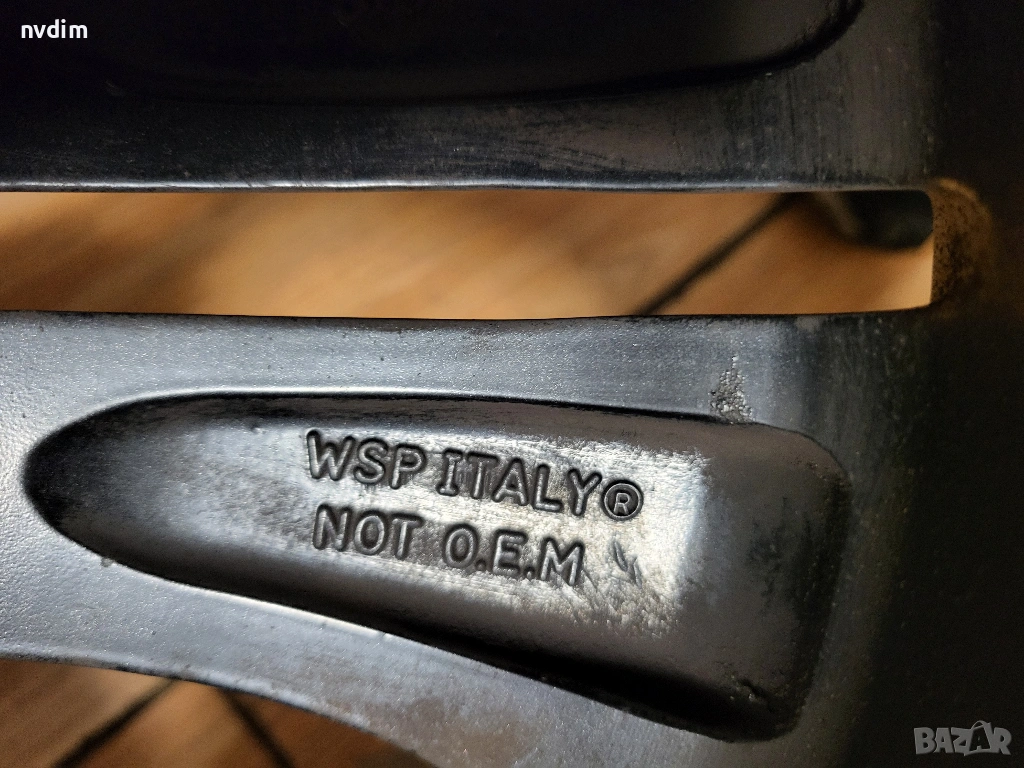 nvdim
WSP ITALY®
NOT O.E.M
BAZAR